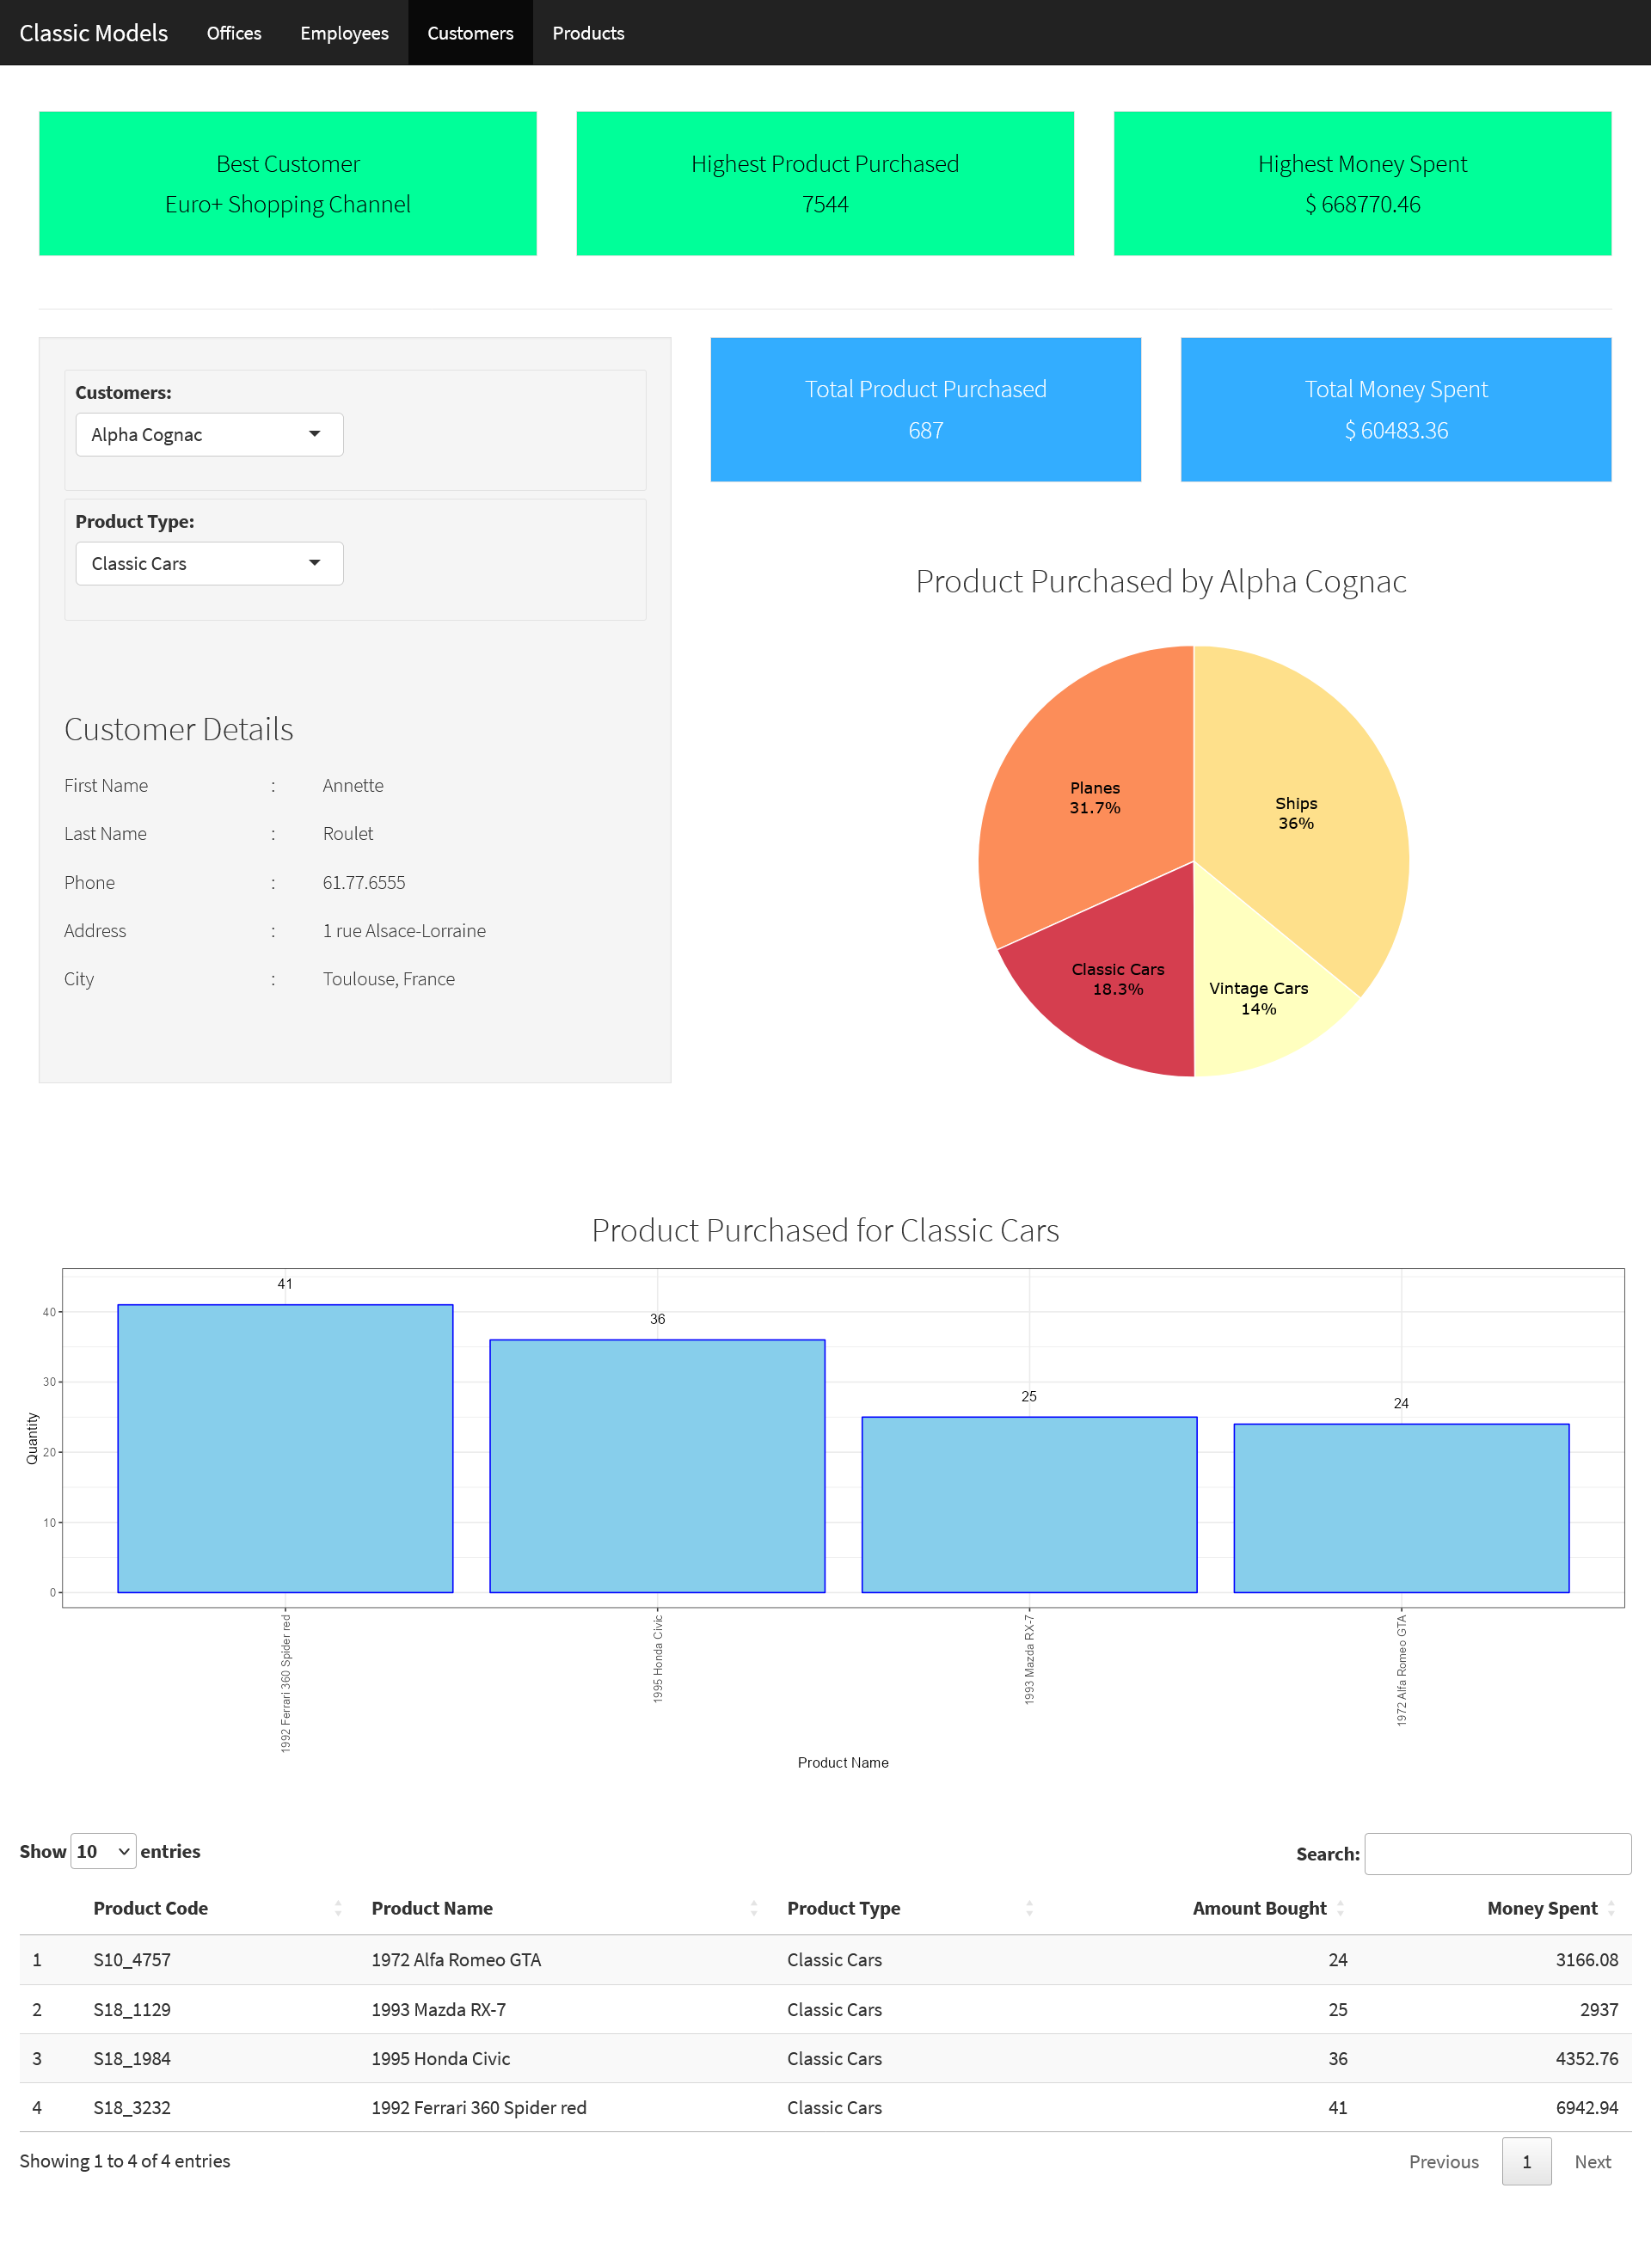 Classic Models Offices Employees Customers Products
Best Customer
Euro+ Shopping Channel
Highest Product Purchased
7544
Highest Money Spent
$ 668770.46
Customers:
Alpha Cognac
Product Type:
Classic Cars
Customer Details
First Name : Annette
Last Name : Roulet
Phone : 61.77.6555
Address : 1 rue Alsace-Lorraine
City : Toulouse, France
Total Product Purchased
687
Total Money Spent
$ 60483.36
Product Purchased by Alpha Cognac
Planes
31.7%
Ships
36%
Classic Cars
18.3%
Vintage Cars
14%
Product Purchased for Classic Cars
41
36
25
24
Quantity
40
30
20
10
0
1992 Ferrari 360 Spider red
1995 Honda Civic
1993 Mazda RX-7
1972 Alfa Romeo GTA
Product Name
Show 10 entries
Search:
Product Code Product Name Product Type Amount Bought Money Spent
1 S10_4757 1972 Alfa Romeo GTA Classic Cars 24 3166.08
2 S18_1129 1993 Mazda RX-7 Classic Cars 25 2937
3 S18_1984 1995 Honda Civic Classic Cars 36 4352.76
4 S18_3232 1992 Ferrari 360 Spider red Classic Cars 41 6942.94
Showing 1 to 4 of 4 entries
Previous 1 Next